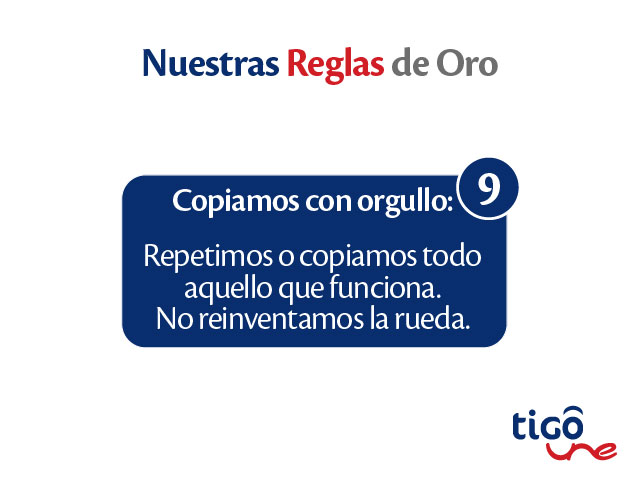 Nuestras Reglas de Oro
9
Copiamos con orgullo:
Repetimos o copiamos todo
aquello que funciona.
No reinventamos la rueda.
tigô
une